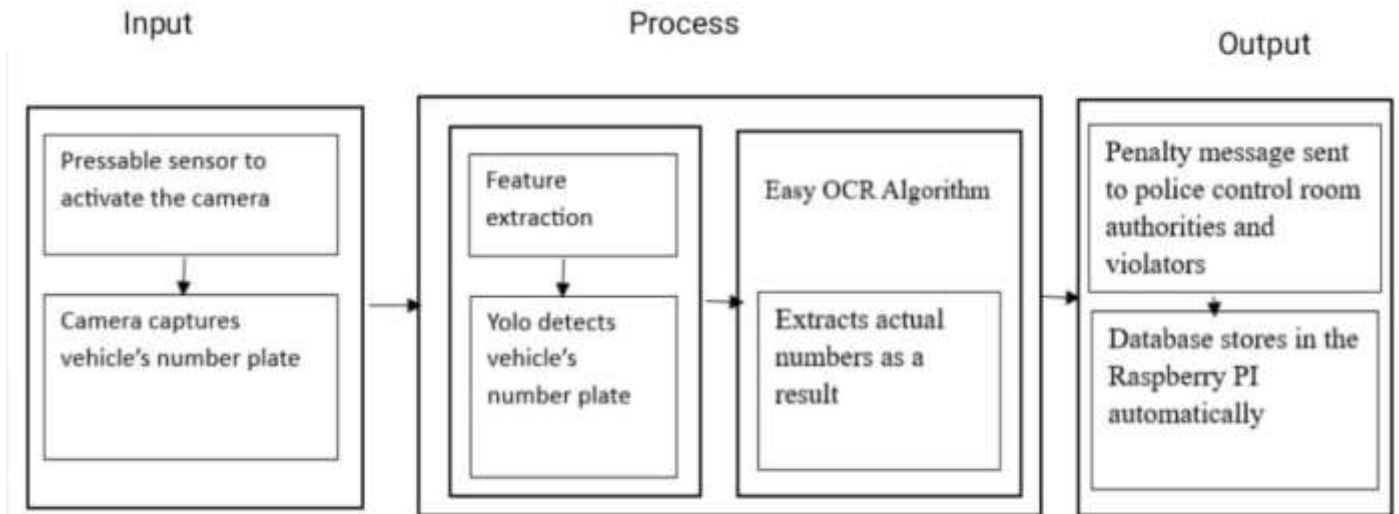 Input
Process
Output
Pressable sensor to
activate the camera
Camera captures
vehicle's number plate
Feature
extraction
Yolo detects
vehicle's
number plate
Easy OCR Algorithm
Extracts actual
numbers as a
result
Penalty message sent
to police control room
authorities and
violators
Database stores in the
Raspberry PI
automatically